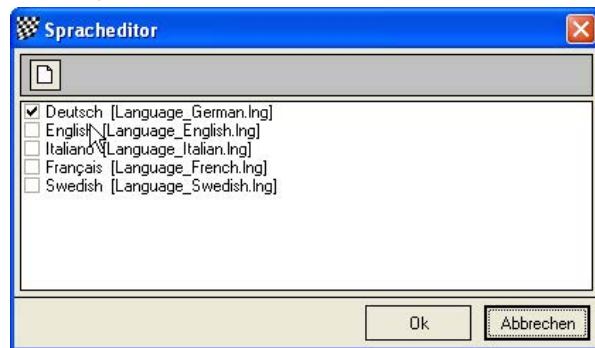 Spracheditor
Deutsch [Language_German.lng]
English [Language_English.lng]
Italiano [Language_Italian.lng]
Français [Language_French.lng]
Swedish [Language_Swedish.lng]
Ok
Abbrechen